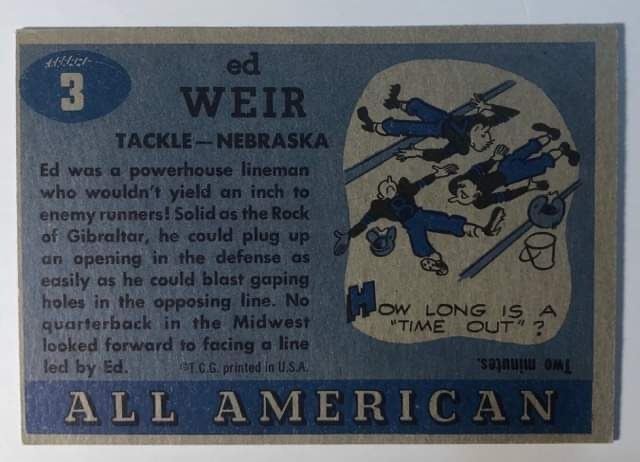 3
ed
WEIR
TACKLE—NEBRASKA
Ed was a powerhouse lineman
who wouldn't yield an inch to
enemy runners! Solid as the Rock
of Gibraltar, he could plug up
an opening in the defense as
easily as he could blast gaping
holes in the opposing line. No
quarterback in the Midwest
looked forward to facing a line
led by Ed.
©T.C.G. printed in U.S.A.
HOW LONG IS A
"TIME OUT"?
Two minutes.
ALL AMERICAN